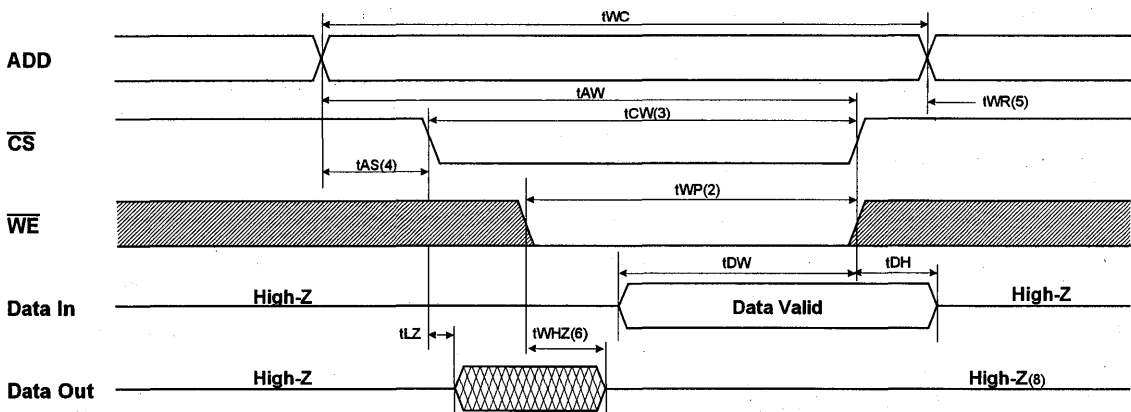 tWC
ADD
tAW
tWR(5)
tCW(3)
CS
tAS(4)
tWP(2)
WE
tDW
tDH
High-Z
Data Valid
High-Z
Data In
tLZ
tWHZ(6)
High-Z
High-Z(8)
Data Out